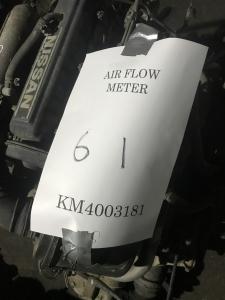 NISSAN
AIR FLOW
METER
61
KM4003181